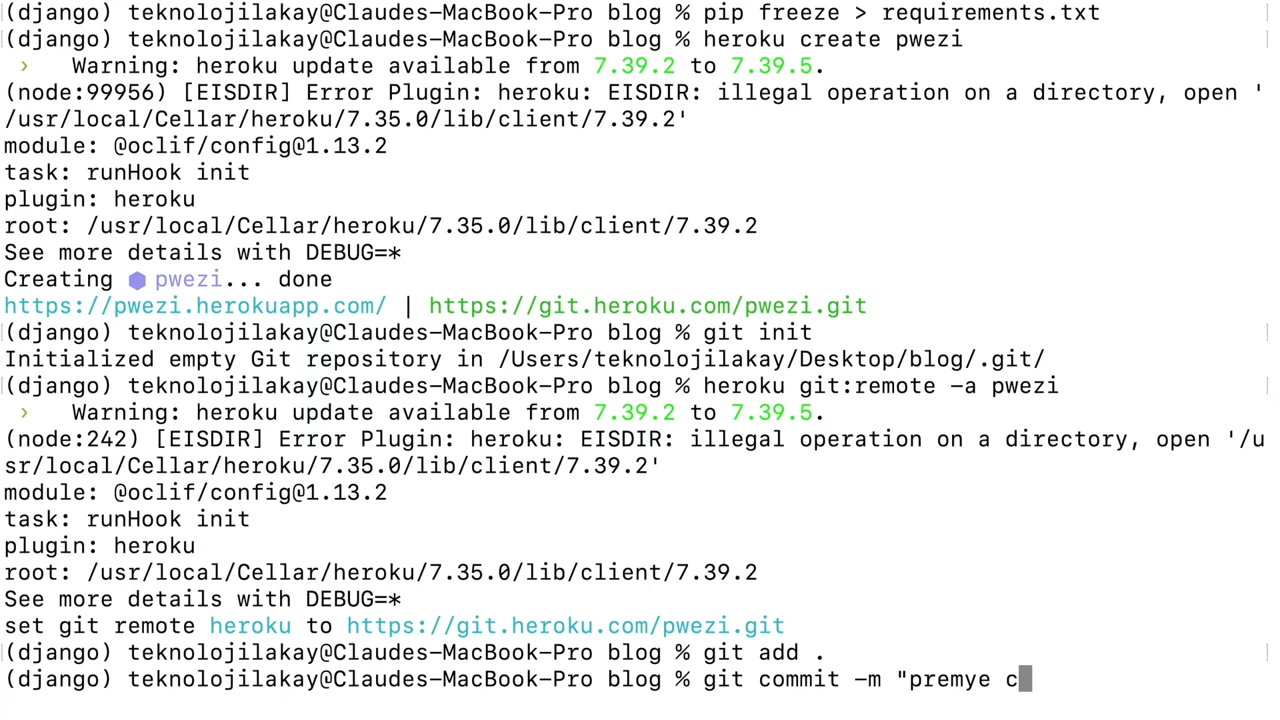 (django) teknolojilakay@Claudes-MacBook-Pro blog % pip freeze > requirements.txt
(django) teknolojilakay@Claudes-MacBook-Pro blog % heroku create pwezi
› Warning: heroku update available from 7.39.2 to 7.39.5.
(node:99956) [EISDIR] Error Plugin: heroku: EISDIR: illegal operation on a directory, open '
/usr/local/Cellar/heroku/7.35.0/lib/client/7.39.2'
module: @oclif/config@1.13.2
task: runHook init
plugin: heroku
root: /usr/local/Cellar/heroku/7.35.0/lib/client/7.39.2
See more details with DEBUG=*
Creating ⬢ pwezi... done
https://pwezi.herokuapp.com/ | https://git.heroku.com/pwezi.git
(django) teknolojilakay@Claudes-MacBook-Pro blog % git init
Initialized empty Git repository in /Users/teknolojilakay/Desktop/blog/.git/
(django) teknolojilakay@Claudes-MacBook-Pro blog % heroku git:remote -a pwezi
› Warning: heroku update available from 7.39.2 to 7.39.5.
(node:242) [EISDIR] Error Plugin: heroku: EISDIR: illegal operation on a directory, open '/u
sr/local/Cellar/heroku/7.35.0/lib/client/7.39.2'
module: @oclif/config@1.13.2
task: runHook init
plugin: heroku
root: /usr/local/Cellar/heroku/7.35.0/lib/client/7.39.2
See more details with DEBUG=*
set git remote heroku to https://git.heroku.com/pwezi.git
(django) teknolojilakay@Claudes-MacBook-Pro blog % git add .
(django) teknolojilakay@Claudes-MacBook-Pro blog % git commit -m "premye c